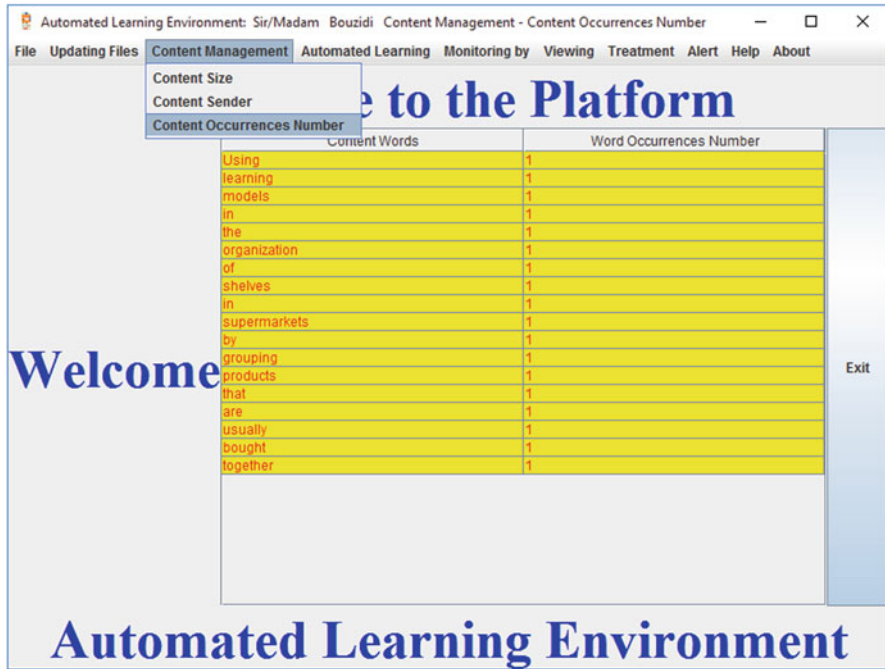 Automated Learning Environment: Sir/Madam Bouzidi Content Management - Content Occurrences Number
File Updating Files Content Management Automated Learning Monitoring by Viewing Treatment Alert Help About
Content Size
Content Sender
Content Occurrences Number
to the Platform
Content Words Word Occurrences Number
Using 1
learning 1
models 1
in 1
the 1
organization 1
of 1
shelves 1
in 1
supermarkets 1
by 1
grouping 1
products 1
that 1
are 1
usually 1
bought 1
together 1
Welcome
Exit
Automated Learning Environment